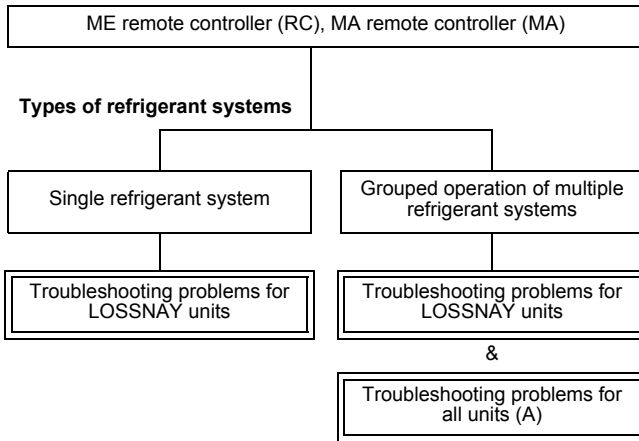 ME remote controller (RC), MA remote controller (MA)
Types of refrigerant systems
Single refrigerant system
Grouped operation of multiple
refrigerant systems
Troubleshooting problems for
LOSSNAY units
Troubleshooting problems for
LOSSNAY units
&
Troubleshooting problems for
all units (A)